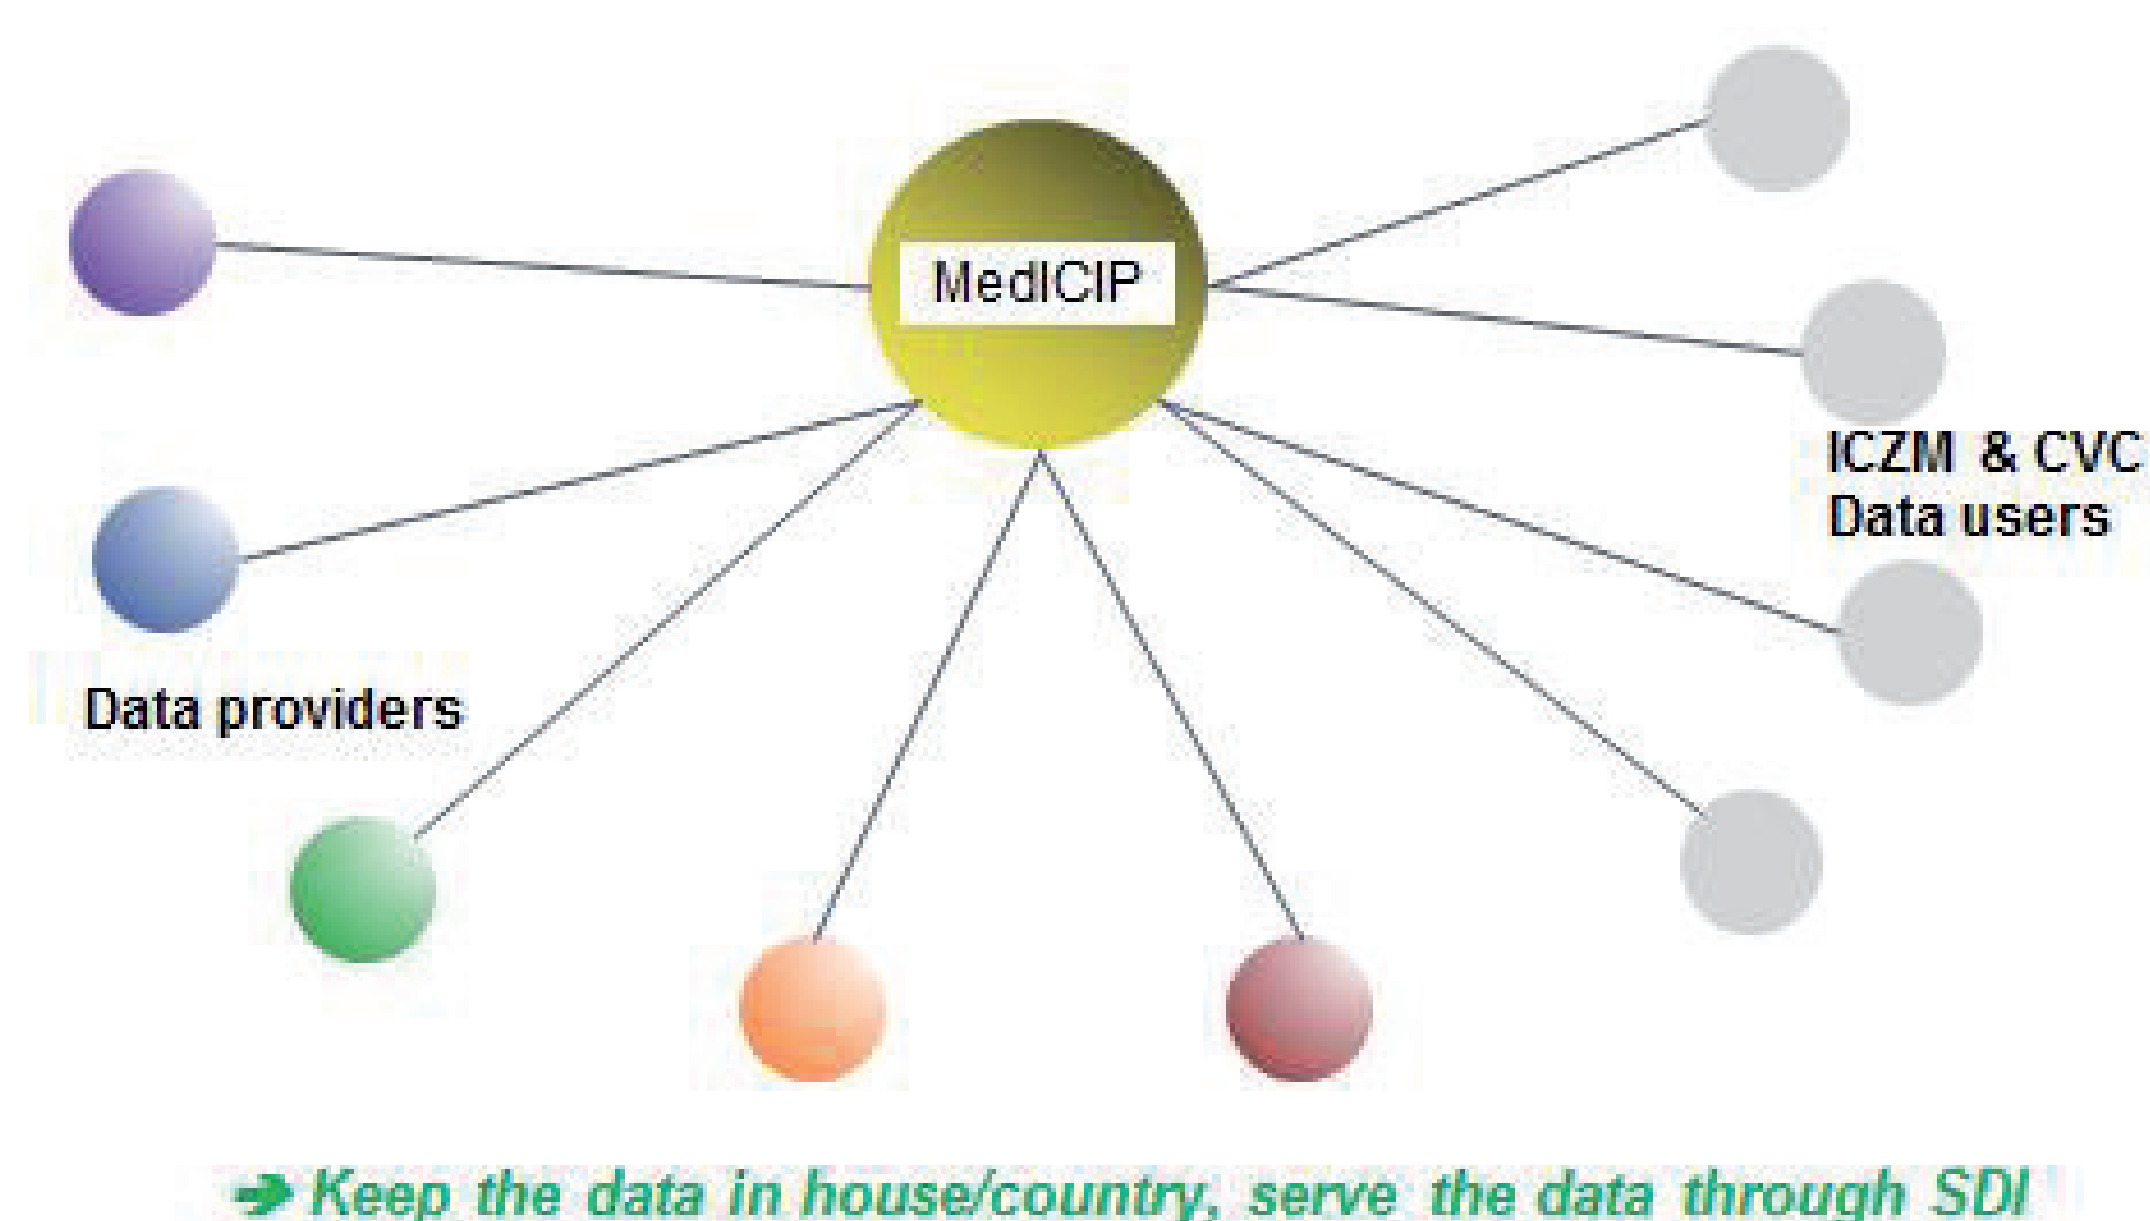 MedICIP
ICZM & CVC
Data users
Data providers
➔ Keep the data in house/country, serve the data through SDI